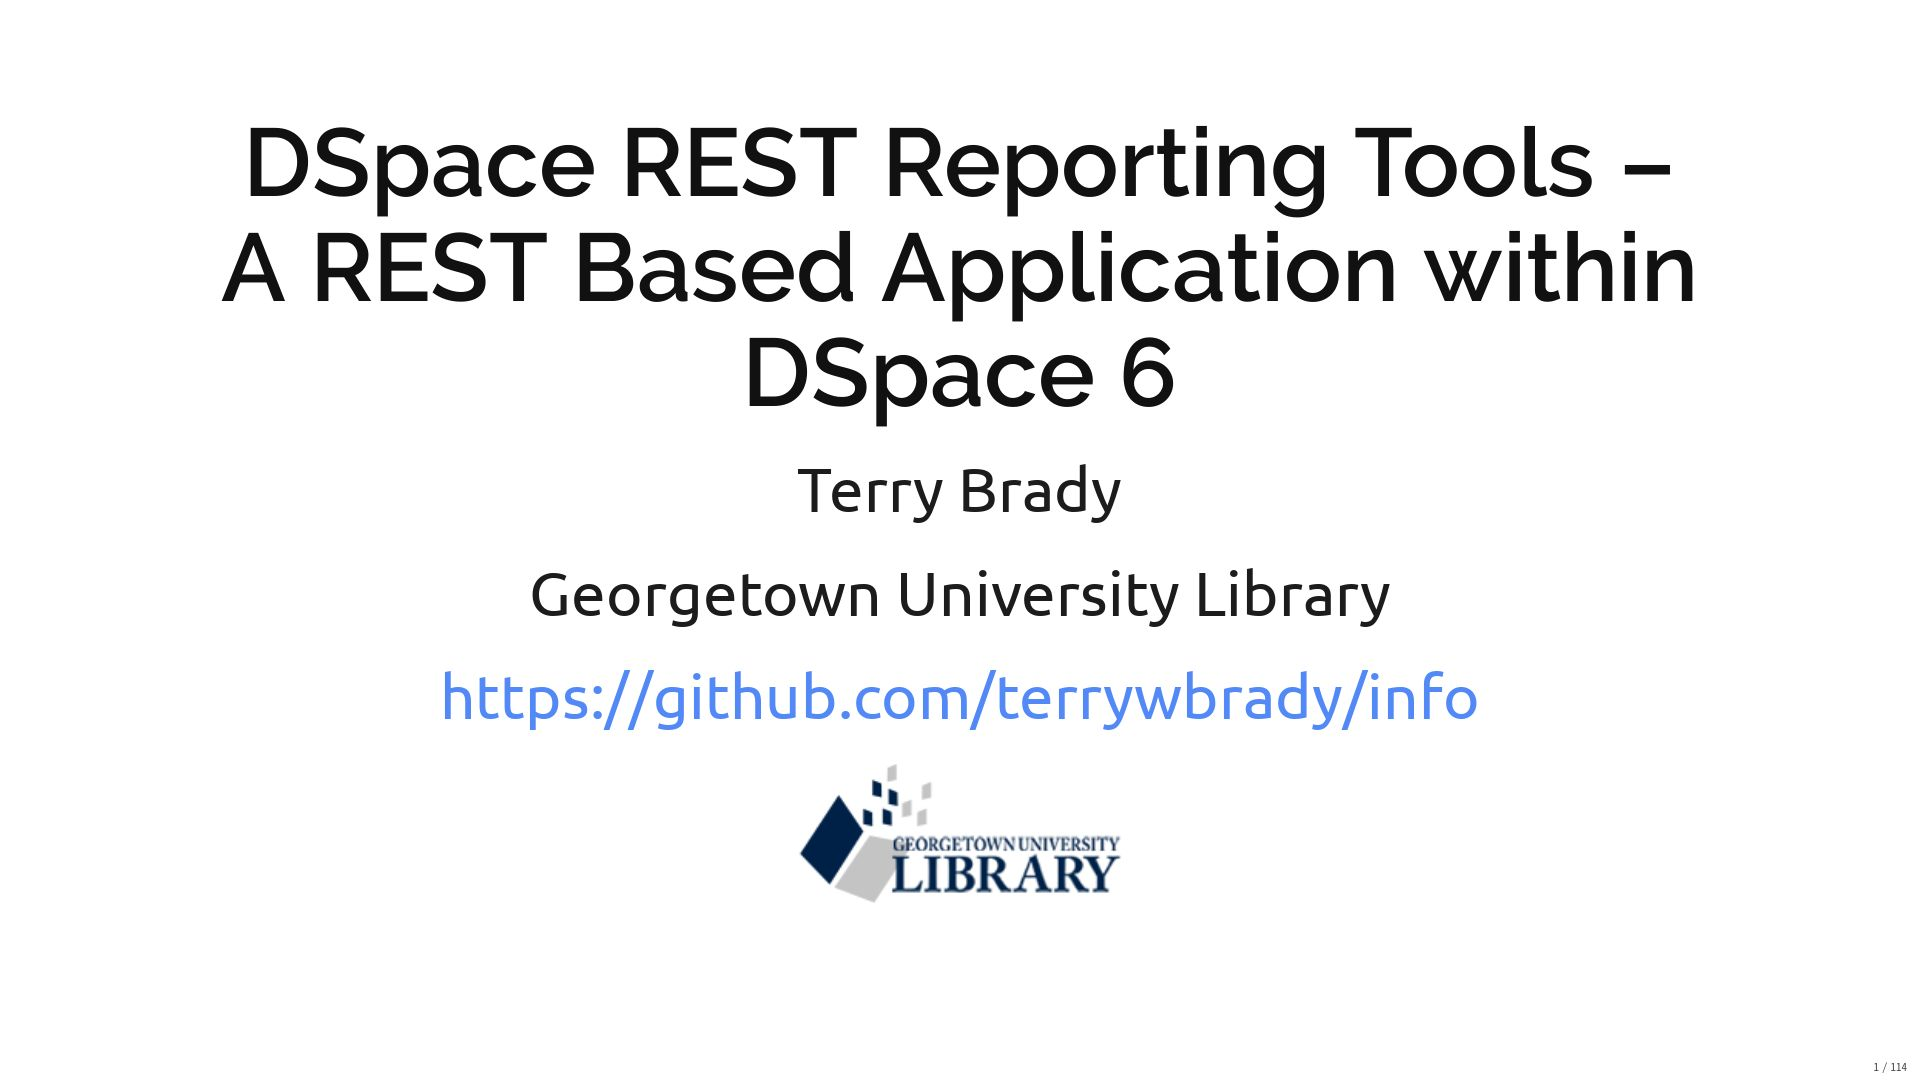 DSpace REST Reporting Tools –
A REST Based Application within
DSpace 6
Terry Brady
Georgetown University Library
https://github.com/terrywbrady/info
GEORGETOWN UNIVERSITY
LIBRARY
1 / 114